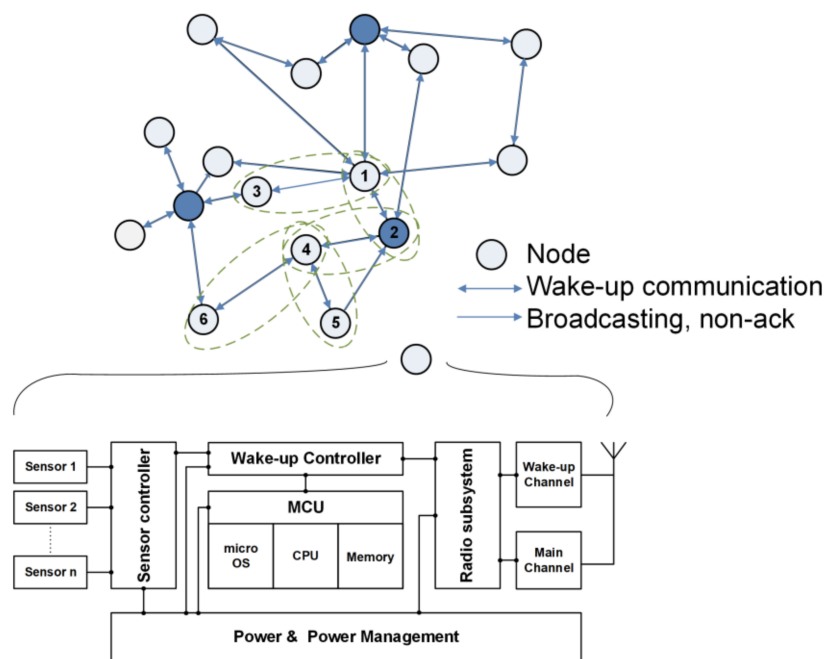 1
3
2
4
6
5
Node
Wake-up communication
Broadcasting, non-ack
Sensor 1
Sensor 2
Sensor n
Sensor controller
Wake-up Controller
MCU
micro
OS
CPU
Memory
Radio subsystem
Wake-up
Channel
Main
Channel
Power & Power Management